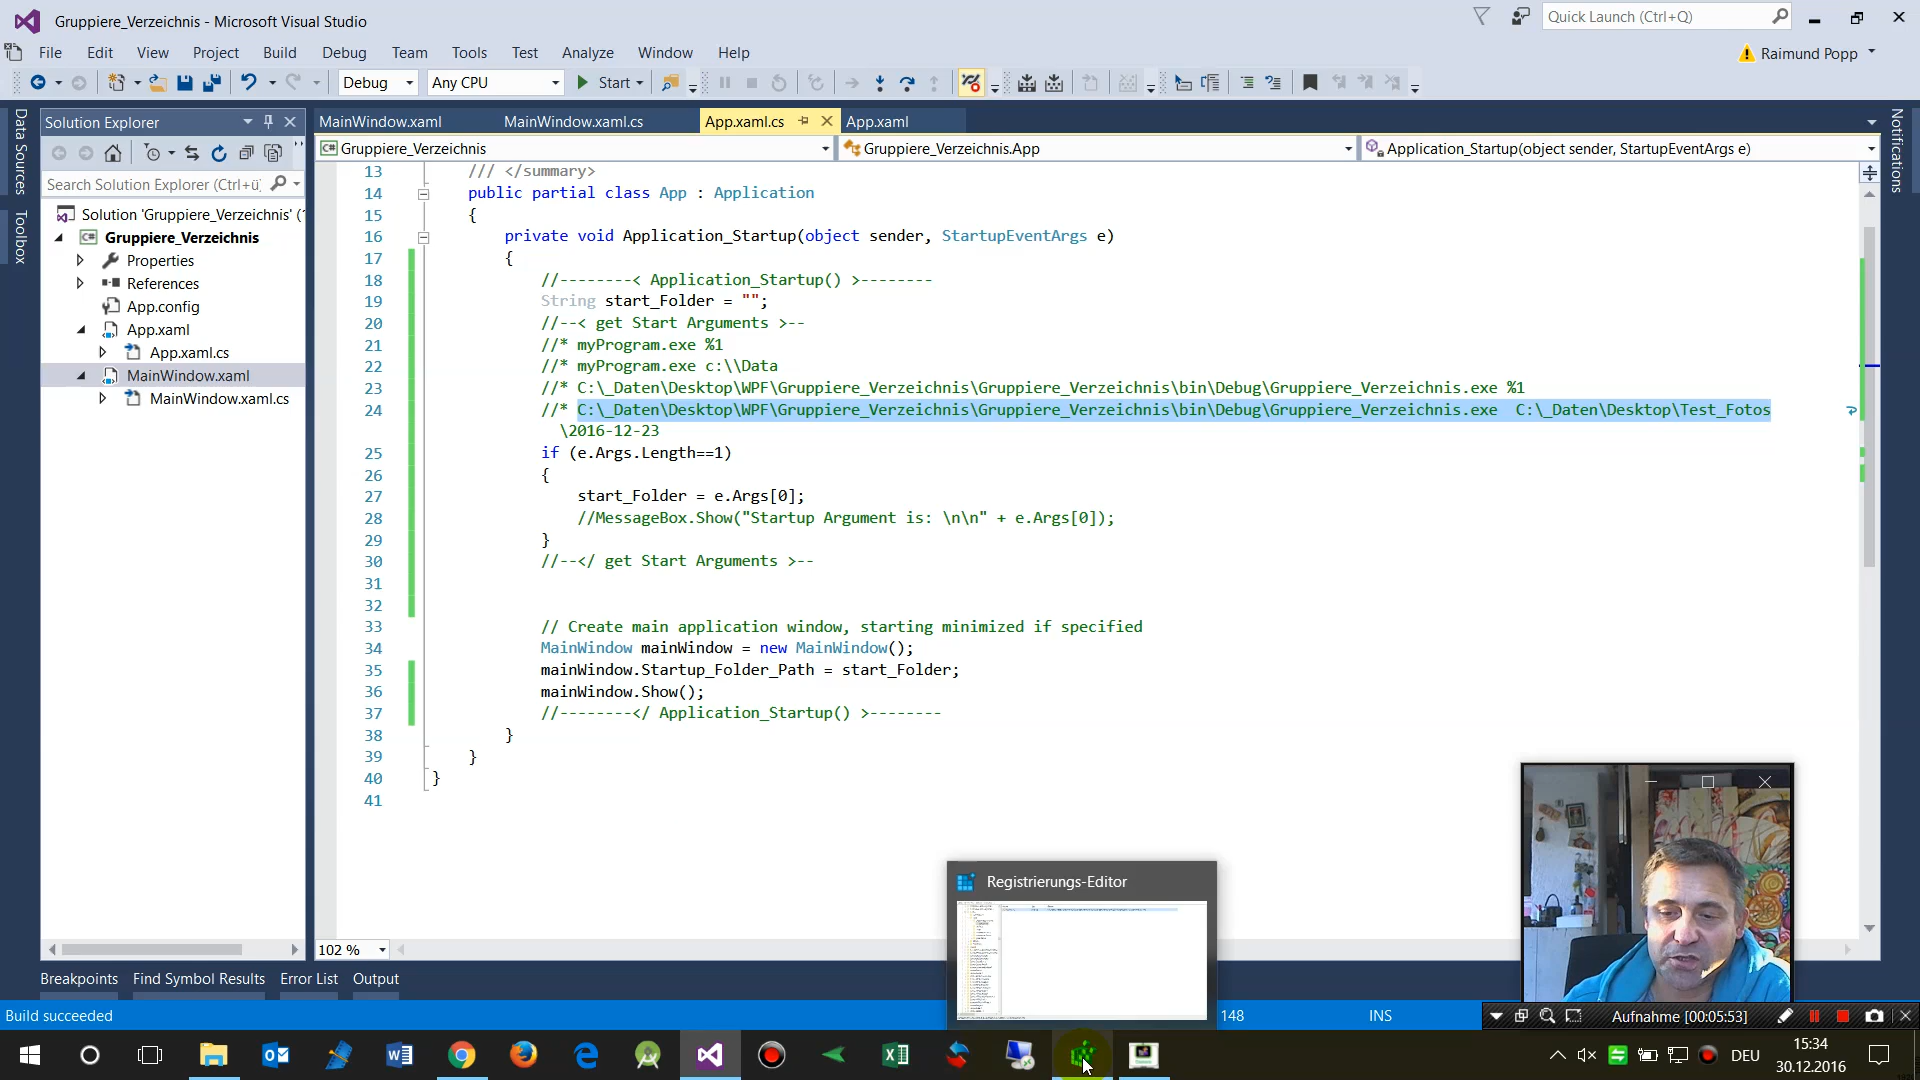 Gruppiere_Verzeichnis - Microsoft Visual Studio
Quick Launch (Ctrl+Q)
File Edit View Project Build Debug Team Tools Test Analyze Window Help
Raimund Popp
Debug Any CPU Start
Data Sources
Toolbox
Notifications
Solution Explorer
Search Solution Explorer (Ctrl+ü)
Solution 'Gruppiere_Verzeichnis' (
Gruppiere_Verzeichnis
Properties
References
App.config
App.xaml
App.xaml.cs
MainWindow.xaml
MainWindow.xaml.cs
MainWindow.xaml MainWindow.xaml.cs App.xaml.cs App.xaml
Gruppiere_Verzeichnis Gruppiere_Verzeichnis.App Application_Startup(object sender, StartupEventArgs e)
13 /// </summary>
14 public partial class App : Application
15 {
16 private void Application_Startup(object sender, StartupEventArgs e)
17 {
18 //--------< Application_Startup() >--------
19 String start_Folder = "";
20 //--< get Start Arguments >--
21 //* myProgram.exe %1
22 //* myProgram.exe c:\\Data
23 //* C:\_Daten\Desktop\WPF\Gruppiere_Verzeichnis\Gruppiere_Verzeichnis\bin\Debug\Gruppiere_Verzeichnis.exe %1
24 //* C:\_Daten\Desktop\WPF\Gruppiere_Verzeichnis\Gruppiere_Verzeichnis\bin\Debug\Gruppiere_Verzeichnis.exe  C:\_Daten\Desktop\Test_Fotos
\2016-12-23
25 if (e.Args.Length==1)
26 {
27 start_Folder = e.Args[0];
28 //MessageBox.Show("Startup Argument is: \n\n" + e.Args[0]);
29 }
30 //--</ get Start Arguments >--
31
32
33 // Create main application window, starting minimized if specified
34 MainWindow mainWindow = new MainWindow();
35 mainWindow.Startup_Folder_Path = start_Folder;
36 mainWindow.Show();
37 //--------</ Application_Startup() >--------
38 }
39 }
40 }
41
102 %
Registrierungs-Editor
Breakpoints Find Symbol Results Error List Output
Build succeeded
148 INS
Aufnahme [00:05:53]
DEU
15:34
30.12.2016